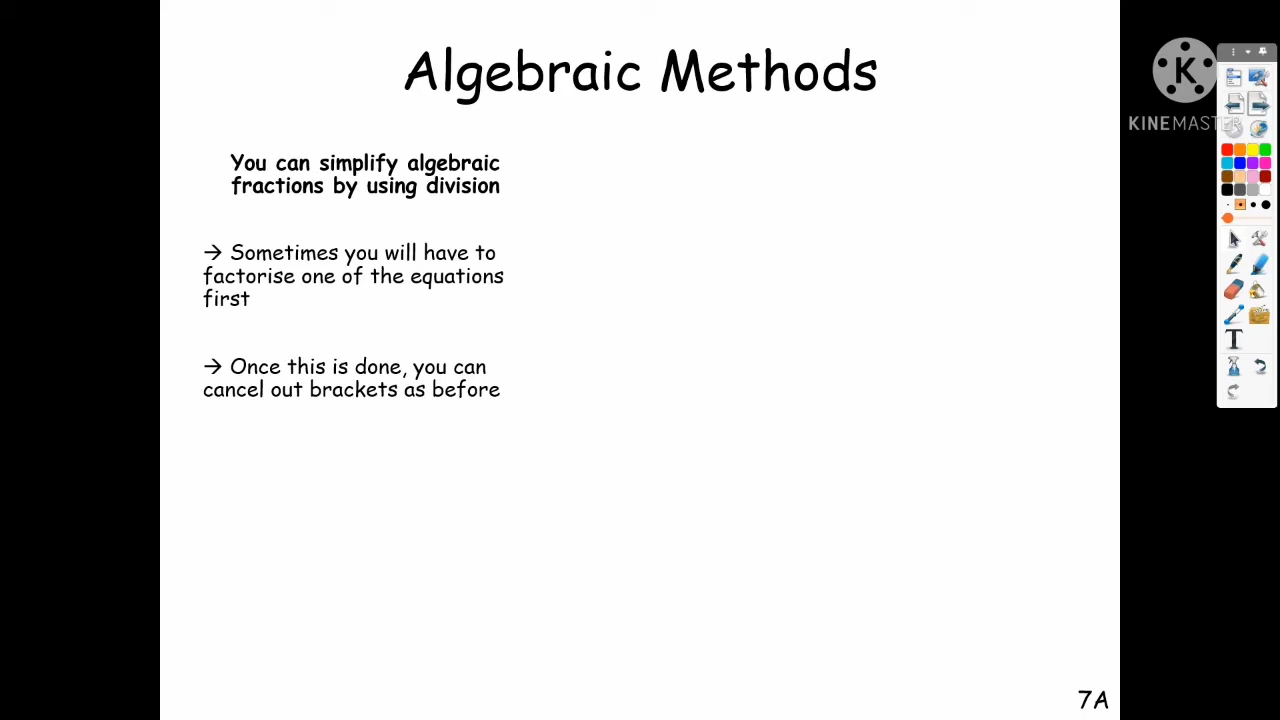 Algebraic Methods
You can simplify algebraic
fractions by using division
→ Sometimes you will have to
factorise one of the equations
first
→ Once this is done, you can
cancel out brackets as before
7A
K
KINEMASTER
T